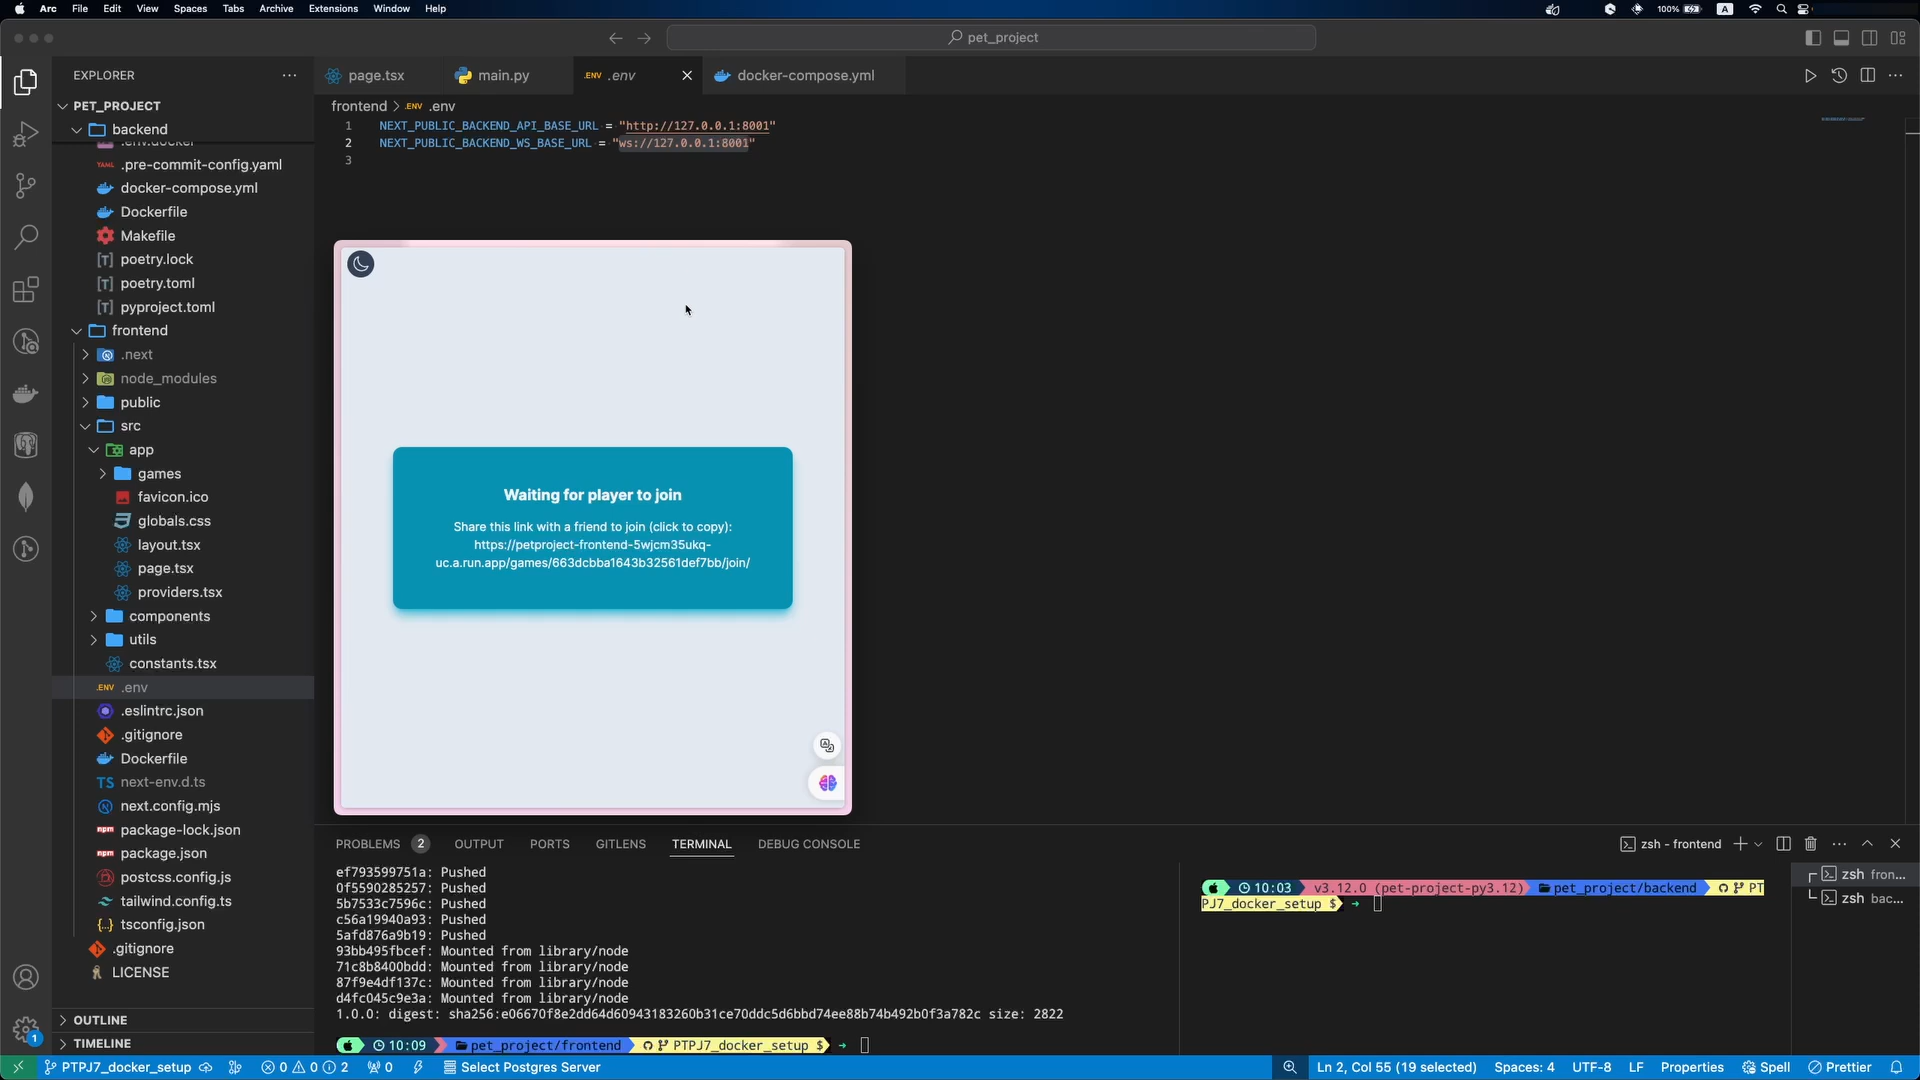 Arc File Edit View Spaces Tabs Archive Extensions Window Help 100% A
pet_project
EXPLORER
PET_PROJECT
backend
.env.docker
.pre-commit-config.yaml
docker-compose.yml
Dockerfile
Makefile
poetry.lock
poetry.toml
pyproject.toml
frontend
.next
node_modules
public
src
app
games
favicon.ico
globals.css
layout.tsx
page.tsx
providers.tsx
components
utils
constants.tsx
.ENV .env
.eslintrc.json
.gitignore
Dockerfile
TS next-env.d.ts
next.config.mjs
package-lock.json
package.json
postcss.config.js
tailwind.config.ts
tsconfig.json
.gitignore
LICENSE
OUTLINE
TIMELINE
page.tsx main.py .ENV .env docker-compose.yml
frontend > .ENV .env
1 NEXT_PUBLIC_BACKEND_API_BASE_URL = "http://127.0.0.1:8001"
2 NEXT_PUBLIC_BACKEND_WS_BASE_URL = "ws://127.0.0.1:8001"
3
Waiting for player to join
Share this link with a friend to join (click to copy):
https://petproject-frontend-5wjcm35ukq-
uc.a.run.app/games/663dcbba1643b32561def7bb/join/
PROBLEMS 2 OUTPUT PORTS GITLENS TERMINAL DEBUG CONSOLE zsh - frontend
ef793599751a: Pushed
0f5590285257: Pushed
5b7533c7596c: Pushed
c56a19940a93: Pushed
5afd876a9b19: Pushed
93bb495fbcef: Mounted from library/node
71c8b8400bdd: Mounted from library/node
87f9e4df137c: Mounted from library/node
d4fc045c9e3a: Mounted from library/node
1.0.0: digest: sha256:e06670f8e2dd64d60943183260b31ce70ddc5d6bbd74ee88b74b492b0f3a782c size: 2822
10:09 pet_project/frontend PTPJ7_docker_setup $ →
10:03 v3.12.0 (pet-project-py3.12) pet_project/backend PT
PJ7_docker_setup $ →
zsh fron...
zsh bac...
1
PTPJ7_docker_setup 0 0 2 0 Select Postgres Server Ln 2, Col 55 (19 selected) Spaces: 4 UTF-8 LF Properties Spell Prettier